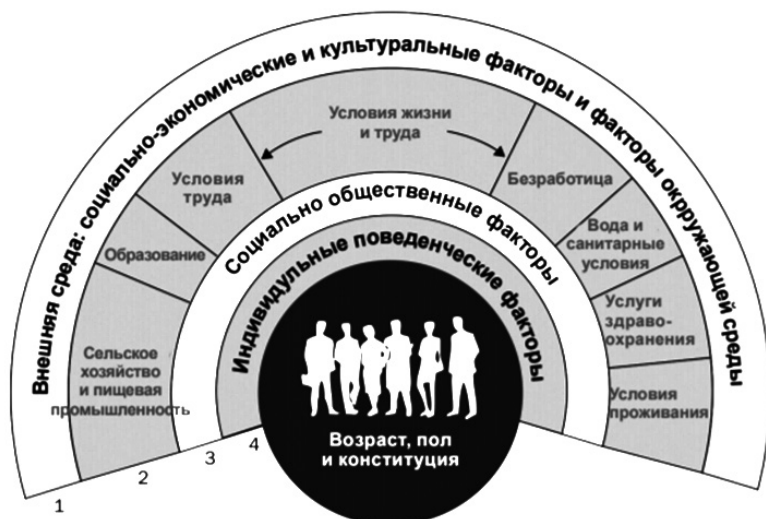 Внешняя среда: социально-экономические и культуральные факторы и факторы окрружающей среды
Условия жизни
и труда
Условия
труда
Безработица
Образование
Вода и
санитарные
условия
Сельское
хозяйство
и пищевая
промышленность
Услуги
здраво-
охранения
Условия
проживания
Социально общественные факторы
Индивидульные поведенческие факторы
Возраст, пол
и конституция
1
2
3
4